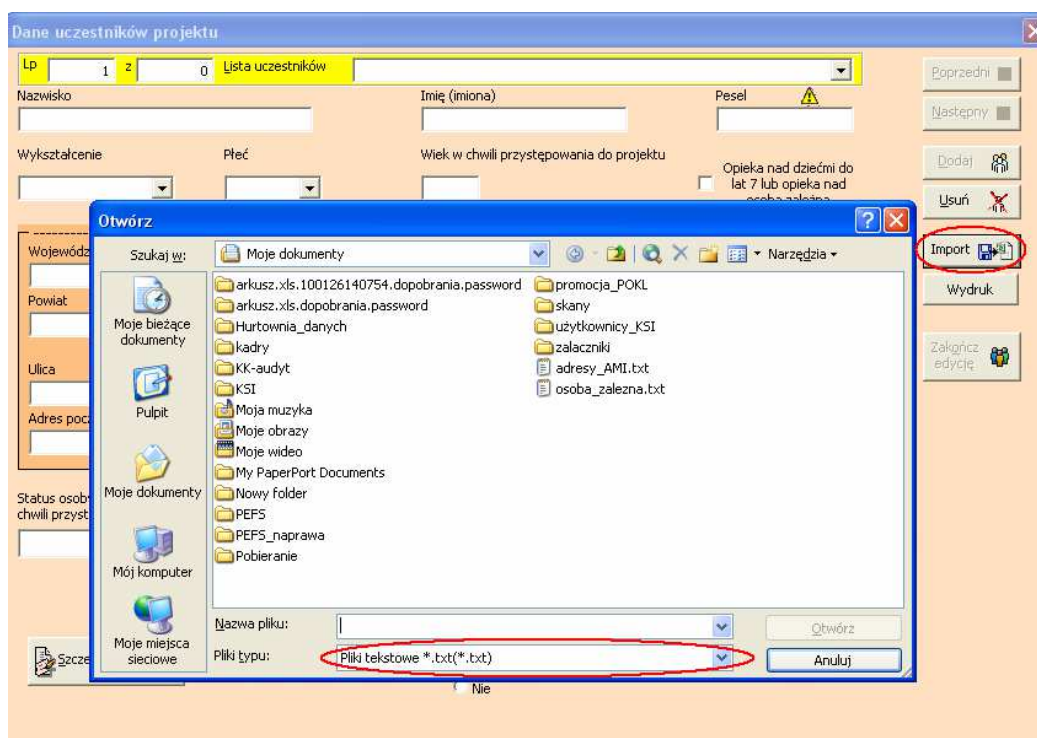 Dane uczestników projektu
Lp 1 z 0 Lista uczestników
Poprzedni
Nazwisko Imię (imiona) Pesel
Następny
Wykształcenie Płeć Wiek w chwili przystępowania do projektu
Opieka nad dziećmi do
lat 7 lub opieka nad
Dodaj
Usuń
Import
Wydruk
Zakończ
edycję
Powiat
Ulica
Status osoby
chwili przyst
Otwórz
Szukaj w: Moje dokumenty Narzędzia
Moje bieżące
dokumenty
Pulpit
Moje dokumenty
Mój komputer
Moje miejsca
sieciowe
arkusz.xls.100126140754.dopobrania.password
arkusz.xls.dopobrania.password
Hurtownia_danych
kadry
KK-audyt
KSI
Moja muzyka
Moje obrazy
Moje wideo
My PaperPort Documents
Nowy folder
PEFS
PEFS_naprawa
Pobieranie
promocja_POKL
skany
użytkownicy_KSI
zalaczniki
adresy_AMI.txt
osoba_zalezna.txt
Nazwa pliku: Otwórz
Pliki typu: Pliki tekstowe *.txt(*.txt) Anuluj
Szcze
Nie